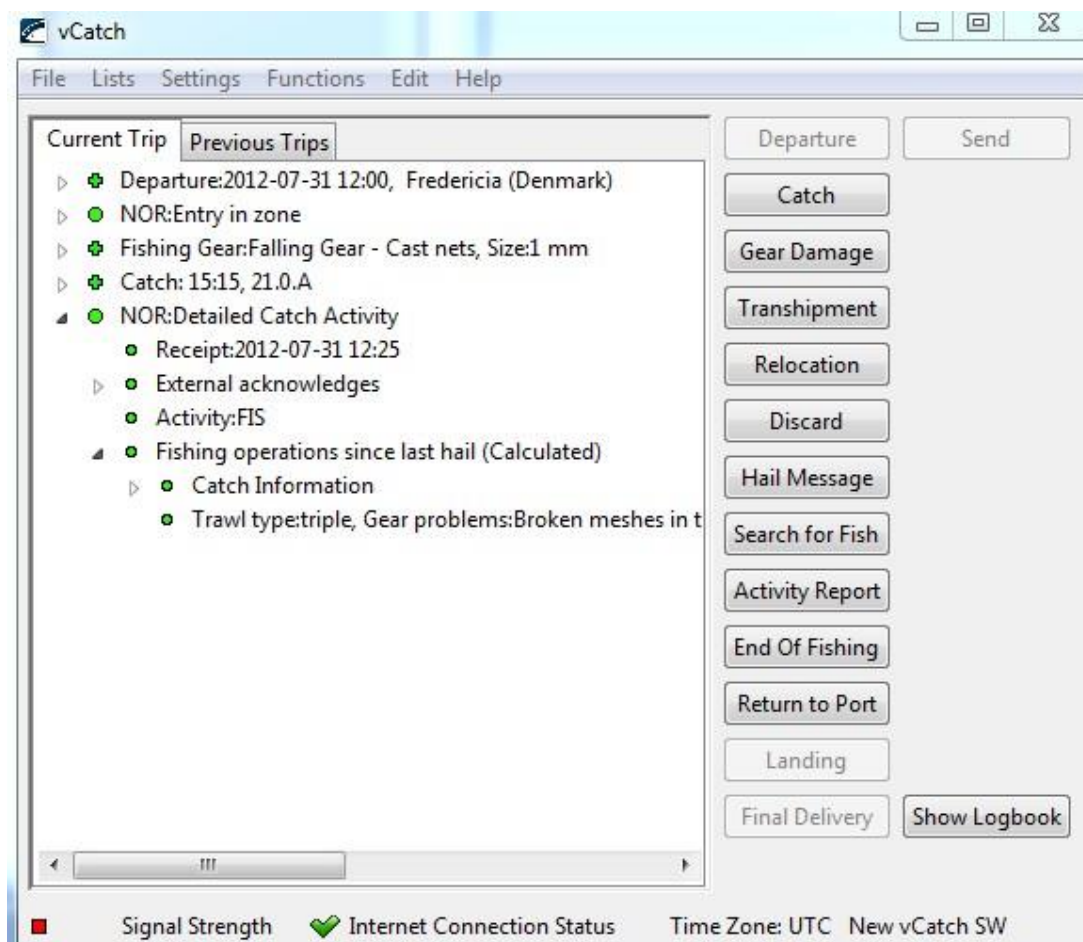 vCatch
File Lists Settings Functions Edit Help
Current Trip Previous Trips
Departure:2012-07-31 12:00, Fredericia (Denmark)
NOR:Entry in zone
Fishing Gear:Falling Gear - Cast nets, Size:1 mm
Catch: 15:15, 21.0.A
NOR:Detailed Catch Activity
Receipt:2012-07-31 12:25
External acknowledges
Activity:FIS
Fishing operations since last hail (Calculated)
Catch Information
Trawl type:triple, Gear problems:Broken meshes in t
Departure Send
Catch
Gear Damage
Transhipment
Relocation
Discard
Hail Message
Search for Fish
Activity Report
End Of Fishing
Return to Port
Landing
Final Delivery Show Logbook
Signal Strength Internet Connection Status Time Zone: UTC New vCatch SW